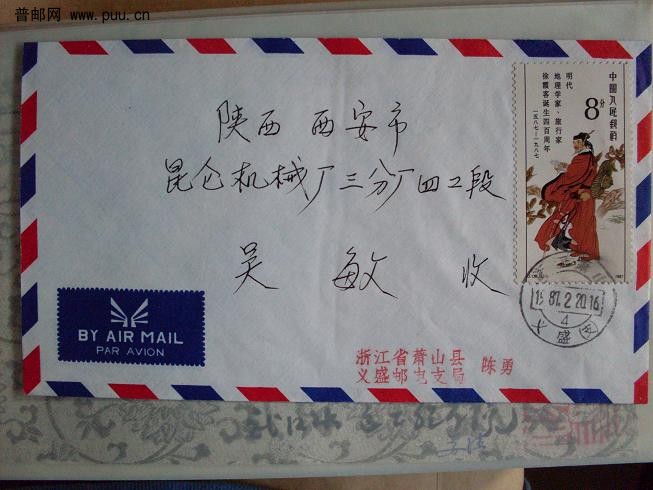 普邮网 www.puu.cn
陕西 西安市
昆仑机械厂三分厂四工段
吴 敏 收
中国人民邮政
8分
明代
地理学家、旅行家
徐霞客诞生四百周年
一五八七—一九八七
1987.2.20.16
4
义盛
BY AIR MAIL
PAR AVION
浙江省萧山县
义盛邮电支局
陈勇